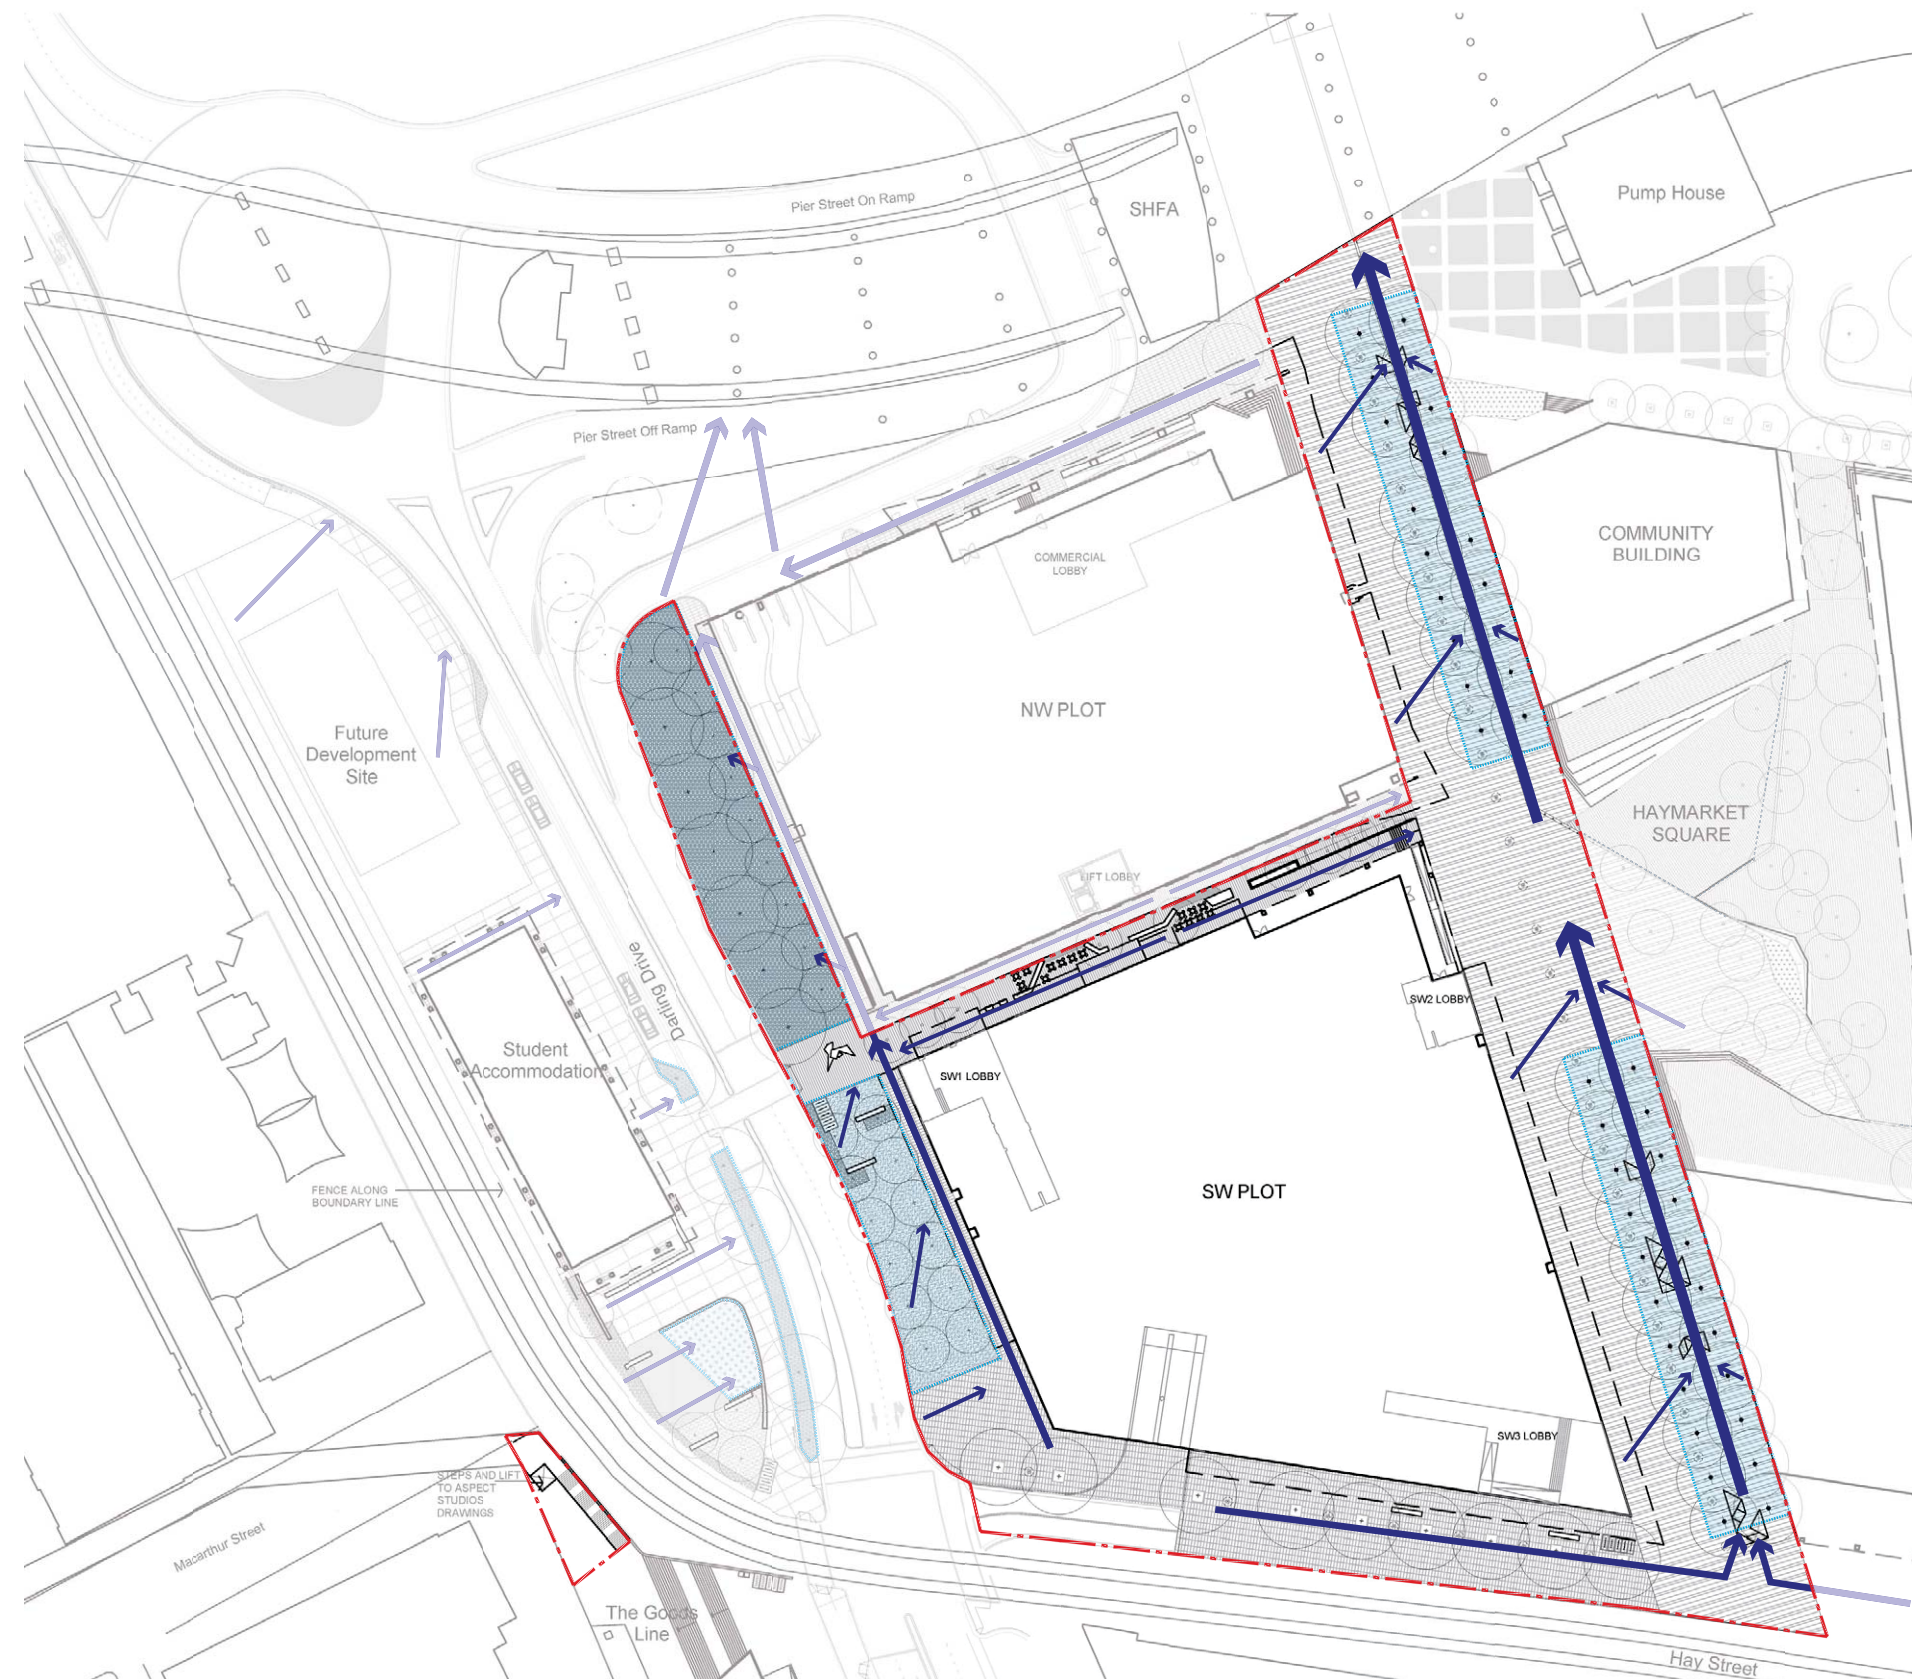 Pier Street On Ramp
SHFA
Pump House
Pier Street Off Ramp
COMMERCIAL
LOBBY
COMMUNITY
BUILDING
NW PLOT
Future
Development
Site
HAYMARKET
SQUARE
LIFT LOBBY
Darling Drive
SW2 LOBBY
Student
Accommodation
SW1 LOBBY
FENCE ALONG
BOUNDARY LINE
SW PLOT
SW3 LOBBY
STEPS AND LIFT
TO ASPECT
STUDIOS
DRAWINGS
Macarthur Street
The Goods
Line
Hay Street